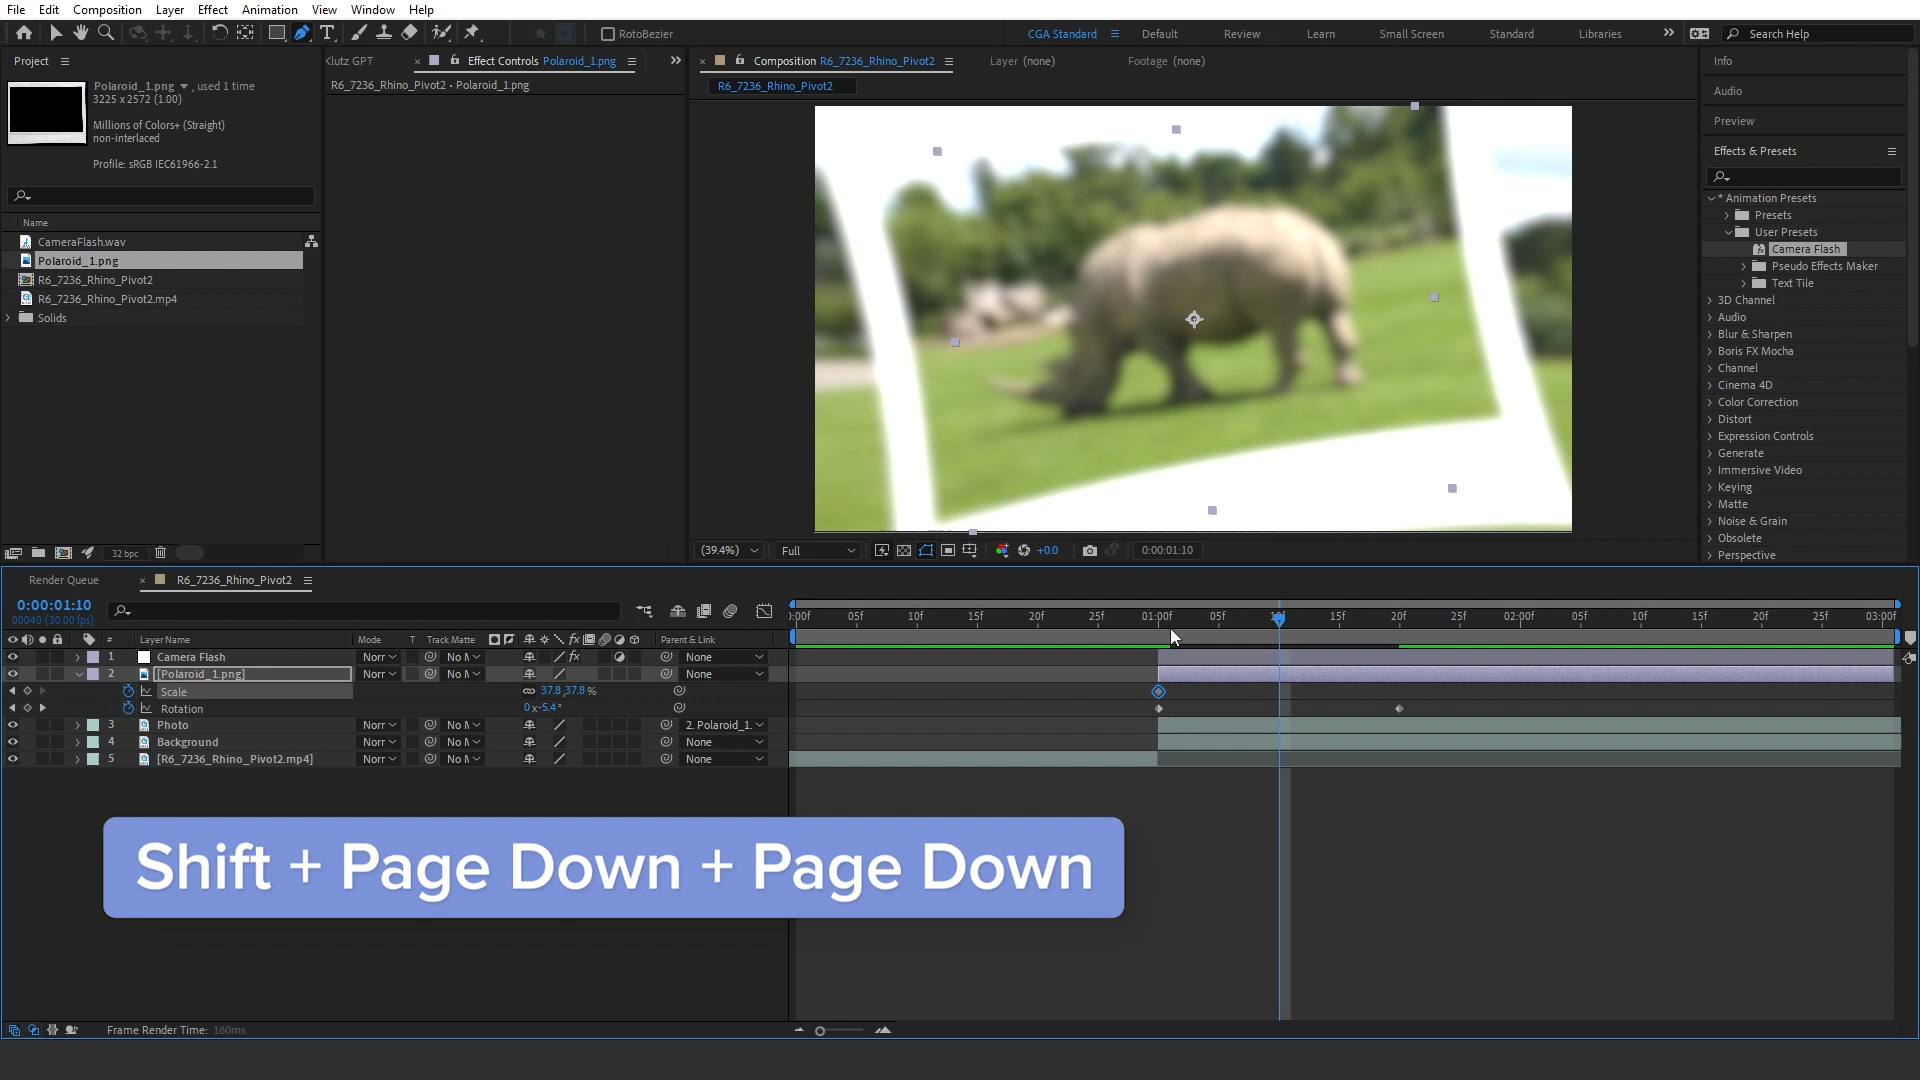 File Edit Composition Layer Effect Animation View Window Help
RotoBezier
CGA Standard Default Review Learn Small Screen Standard Libraries Search Help
Project
Polaroid_1.png , used 1 time
3225 x 2572 (1.00)
Millions of Colors+ (Straight)
non-interlaced
Profile: sRGB IEC61966-2.1
Name
CameraFlash.wav
Polaroid_1.png
R6_7236_Rhino_Pivot2
R6_7236_Rhino_Pivot2.mp4
Solids
32 bpc
Klutz GPT
Effect Controls Polaroid_1.png
R6_7236_Rhino_Pivot2 • Polaroid_1.png
Composition R6_7236_Rhino_Pivot2
Layer (none)
Footage (none)
R6_7236_Rhino_Pivot2
(39.4%) Full +0.0 0:00:01:10
Info
Audio
Preview
Effects & Presets
* Animation Presets
Presets
User Presets
Camera Flash
Pseudo Effects Maker
Text Tile
3D Channel
Audio
Blur & Sharpen
Boris FX Mocha
Channel
Cinema 4D
Color Correction
Distort
Expression Controls
Generate
Immersive Video
Keying
Matte
Noise & Grain
Obsolete
Perspective
Render Queue
R6_7236_Rhino_Pivot2
0:00:01:10
00040 (30.00 fps)
:00f 05f 10f 15f 20f 25f 01:00f 05f 10f 15f 20f 25f 02:00f 05f 10f 15f 20f 25f 03:00f
# Layer Name Mode T Track Matte Parent & Link
1 Camera Flash Norr No M None
2 [Polaroid_1.png] Norr No M None
Scale 37.8,37.8 %
Rotation 0x-5.4°
3 Photo Norr No M 2. Polaroid_1.
4 Background Norr No M None
5 [R6_7236_Rhino_Pivot2.mp4] Norr No M None
Shift + Page Down + Page Down
Frame Render Time: 160ms